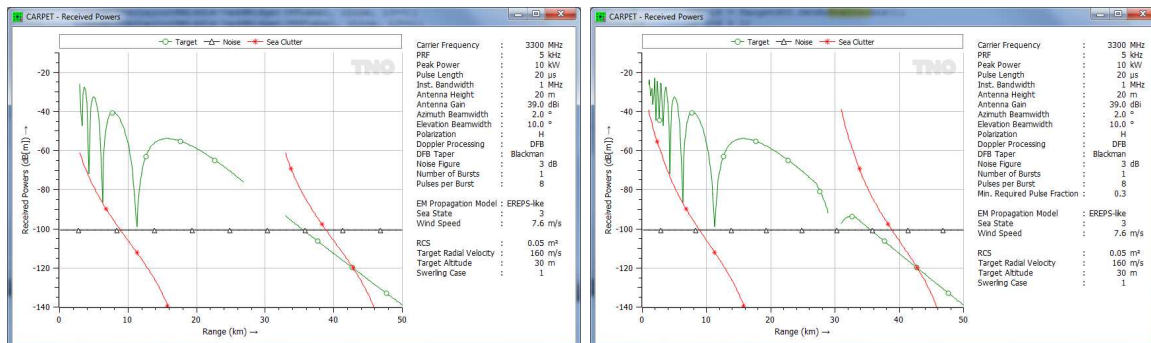 CARPET - Received Powers
Target Noise Sea Clutter
TNO
Received Powers (dB[m]) →
-20
-40
-60
-80
-100
-120
-140
0 10 20 30 40 50
Range (km) →
Carrier Frequency : 3300 MHz
PRF : 5 kHz
Peak Power : 10 kW
Pulse Length : 20 µs
Inst. Bandwidth : 1 MHz
Antenna Height : 20 m
Antenna Gain : 39.0 dBi
Azimuth Beamwidth : 2.0 °
Elevation Beamwidth : 10.0 °
Polarization : H
Doppler Processing : DFB
DFB Taper : Blackman
Noise Figure : 3 dB
Number of Bursts : 1
Pulses per Burst : 8
EM Propagation Model : EREPS-like
Sea State : 3
Wind Speed : 7.6 m/s
RCS : 0.05 m²
Target Radial Velocity : 160 m/s
Target Altitude : 30 m
Swerling Case : 1
CARPET - Received Powers
Target Noise Sea Clutter
TNO
Received Powers (dB[m]) →
-20
-40
-60
-80
-100
-120
-140
0 10 20 30 40 50
Range (km) →
Carrier Frequency : 3300 MHz
PRF : 5 kHz
Peak Power : 10 kW
Pulse Length : 20 µs
Inst. Bandwidth : 1 MHz
Antenna Height : 20 m
Antenna Gain : 39.0 dBi
Azimuth Beamwidth : 2.0 °
Elevation Beamwidth : 10.0 °
Polarization : H
Doppler Processing : DFB
DFB Taper : Blackman
Noise Figure : 3 dB
Number of Bursts : 1
Pulses per Burst : 8
Min. Required Pulse Fraction : 0.3
EM Propagation Model : EREPS-like
Sea State : 3
Wind Speed : 7.6 m/s
RCS : 0.05 m²
Target Radial Velocity : 160 m/s
Target Altitude : 30 m
Swerling Case : 1